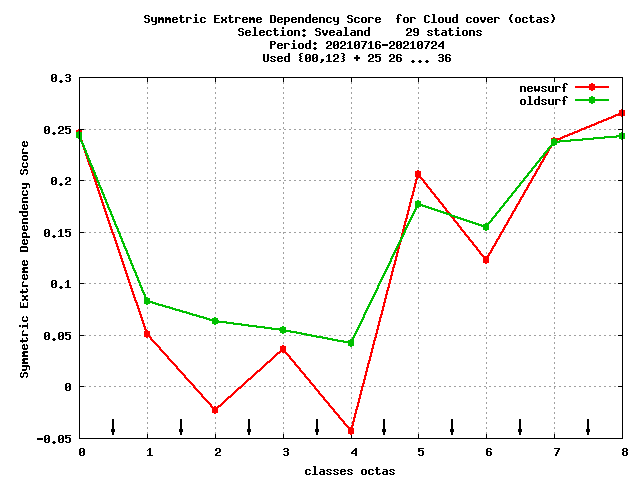 Symmetric Extreme Dependency Score  for Cloud cover (octas)
Selection: Svealand     29 stations
Period: 20210716-20210724
Used {00,12} + 25 26 ... 36
newsurf
oldsurf
Symmetric Extreme Dependency Score
0.3
0.25
0.2
0.15
0.1
0.05
0
-0.05
0 1 2 3 4 5 6 7 8
classes octas